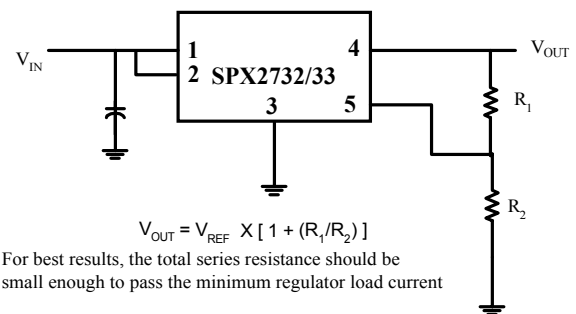 V_IN
1
2
SPX2732/33
3
4
5
V_OUT
R_1
R_2
V_OUT = V_REF X [ 1 + (R_1/R_2) ]
For best results, the total series resistance should be
small enough to pass the minimum regulator load current